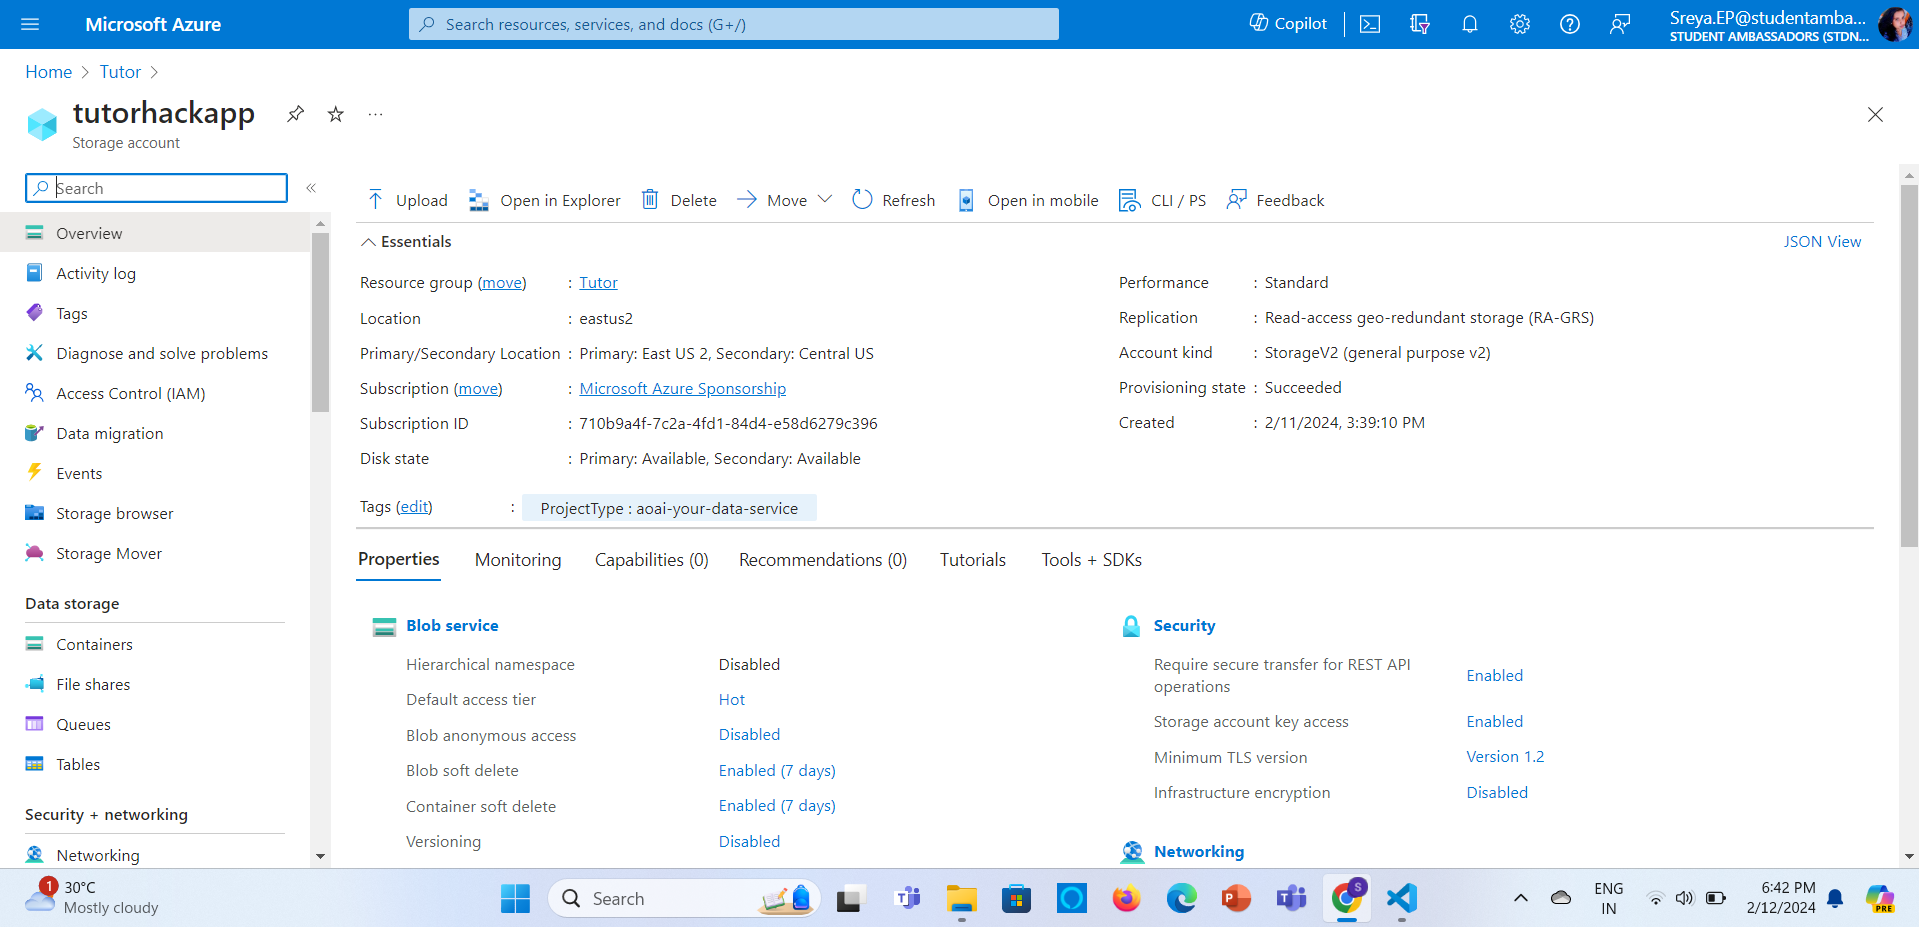 Microsoft Azure
Search resources, services, and docs (G+/)
Copilot
Sreya.EP@studentamba...
STUDENT AMBASSADORS (STDN...
Home > Tutor >
tutorhackapp
Storage account
Search
Overview
Activity log
Tags
Diagnose and solve problems
Access Control (IAM)
Data migration
Events
Storage browser
Storage Mover
Data storage
Containers
File shares
Queues
Tables
Security + networking
Networking
Upload Open in Explorer Delete Move Refresh Open in mobile CLI / PS Feedback
Essentials
JSON View
Resource group (move) : Tutor
Location : eastus2
Primary/Secondary Location : Primary: East US 2, Secondary: Central US
Subscription (move) : Microsoft Azure Sponsorship
Subscription ID : 710b9a4f-7c2a-4fd1-84d4-e58d6279c396
Disk state : Primary: Available, Secondary: Available
Performance : Standard
Replication : Read-access geo-redundant storage (RA-GRS)
Account kind : StorageV2 (general purpose v2)
Provisioning state : Succeeded
Created : 2/11/2024, 3:39:10 PM
Tags (edit) : ProjectType : aoai-your-data-service
Properties Monitoring Capabilities (0) Recommendations (0) Tutorials Tools + SDKs
Blob service
Hierarchical namespace Disabled
Default access tier Hot
Blob anonymous access Disabled
Blob soft delete Enabled (7 days)
Container soft delete Enabled (7 days)
Versioning Disabled
Security
Require secure transfer for REST API
operations Enabled
Storage account key access Enabled
Minimum TLS version Version 1.2
Infrastructure encryption Disabled
Networking
1
30°C
Mostly cloudy
Search
S
ENG
IN
6:42 PM
2/12/2024
PRE